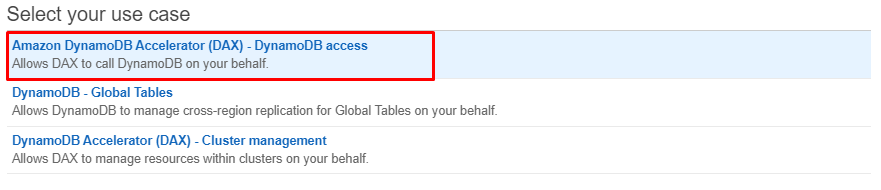 Select your use case
Amazon DynamoDB Accelerator (DAX) - DynamoDB access
Allows DAX to call DynamoDB on your behalf.
DynamoDB - Global Tables
Allows DynamoDB to manage cross-region replication for Global Tables on your behalf.
DynamoDB Accelerator (DAX) - Cluster management
Allows DAX to manage resources within clusters on your behalf.